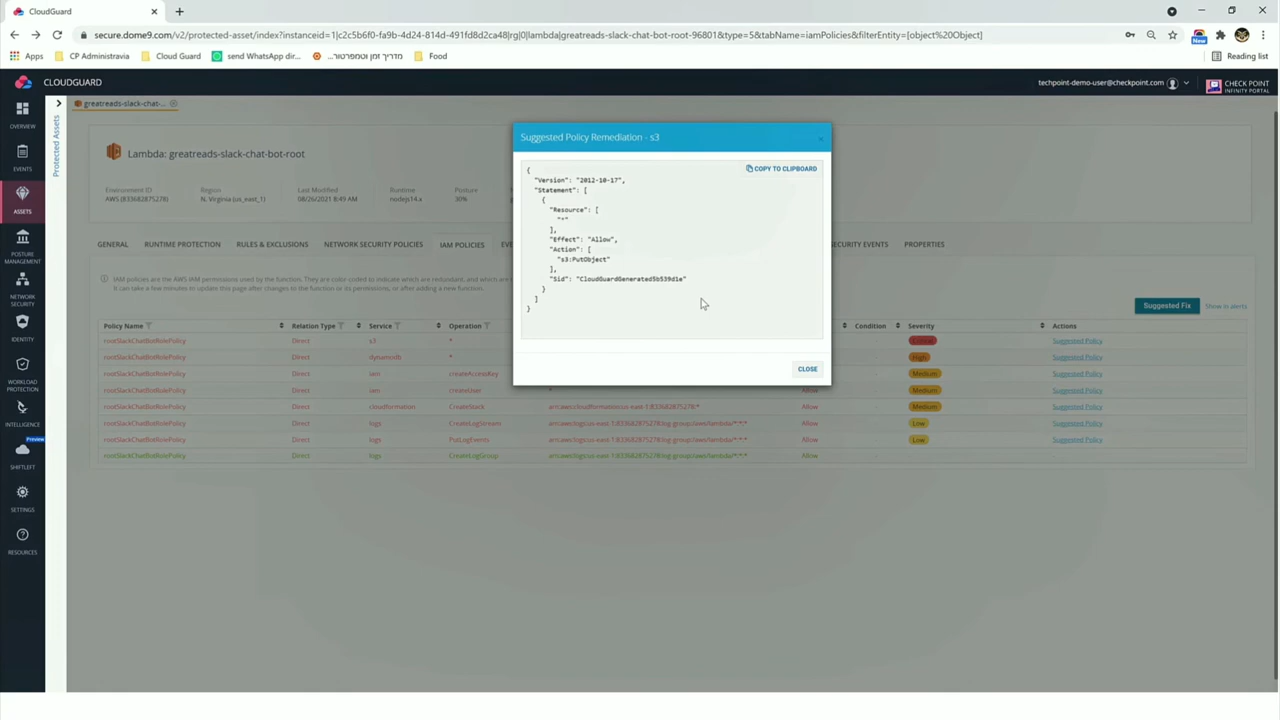 CloudGuard
secure.dome9.com/v2/protected-asset/index?instanceid=1|c2c5b6f0-fa9b-4d24-814d-491fd8d2ca48|rg|0|lambda|greatreads-slack-chat-bot-root-96801&type=5&tabName=iamPolicies&filterEntity=[object%20Object]
New
Apps CP Administravia Cloud Guard send WhatsApp dir... מדריך זמן וטמפרטור... Food Reading list
CLOUDGUARD
techpoint-demo-user@checkpoint.com
CHECK POINT
INFINITY PORTAL
OVERVIEW
EVENTS
ASSETS
POSTURE MANAGEMENT
NETWORK SECURITY
IDENTITY
WORKLOAD PROTECTION
INTELLIGENCE
Preview
SHIFTLEFT
SETTINGS
RESOURCES
Protected Assets
greatreads-slack-chat-...
Lambda: greatreads-slack-chat-bot-root
Environment ID Region Last Modified Runtime Posture
AWS (833682875278) N. Virginia (us_east_1) 08/26/2021 8:49 AM nodejs14.x 30%
GENERAL RUNTIME PROTECTION RULES & EXCLUSIONS NETWORK SECURITY POLICIES IAM POLICIES SECURITY EVENTS PROPERTIES
IAM policies are the AWS IAM permissions used by the function. They are color coded to indicate which are redundant, and which are
can take a few minutes to update this page after changes to the function or its permissions, or after adding a new function.
Suggested Fix Show in alerts
Policy Name Relation Type Service Operation Condition Severity Actions
rootSlackChatBotRolePolicy Direct s3 * Suggested Policy
rootSlackChatBotRolePolicy Direct dynamodb * High Suggested Policy
rootSlackChatBotRolePolicy Direct iam createAccessKey Medium Suggested Policy
rootSlackChatBotRolePolicy Direct iam createUser * Allow Medium Suggested Policy
rootSlackChatBotRolePolicy Direct cloudformation CreateStack arn:aws:cloudformation:us-east-1:833682875278:* Allow Medium Suggested Policy
rootSlackChatBotRolePolicy Direct logs CreateLogStream arn:aws:logs:us-east-1:833682875278:log-group:/aws/lambda/*:*:* Allow Low Suggested Policy
rootSlackChatBotRolePolicy Direct logs PutLogEvents arn:aws:logs:us-east-1:833682875278:log-group:/aws/lambda/*:*:* Allow Low Suggested Policy
rootSlackChatBotRolePolicy Direct logs CreateLogGroup arn:aws:logs:us-east-1:833682875278:log-group:/aws/lambda/*:*:* Allow
Suggested Policy Remediation - s3
COPY TO CLIPBOARD
{
"Version": "2012-10-17",
"Statement": [
{
"Resource": [
"*"
],
"Effect": "Allow",
"Action": [
"s3:PutObject"
],
"Sid": "CloudGuardGenerated5b539d1e"
}
]
}
CLOSE